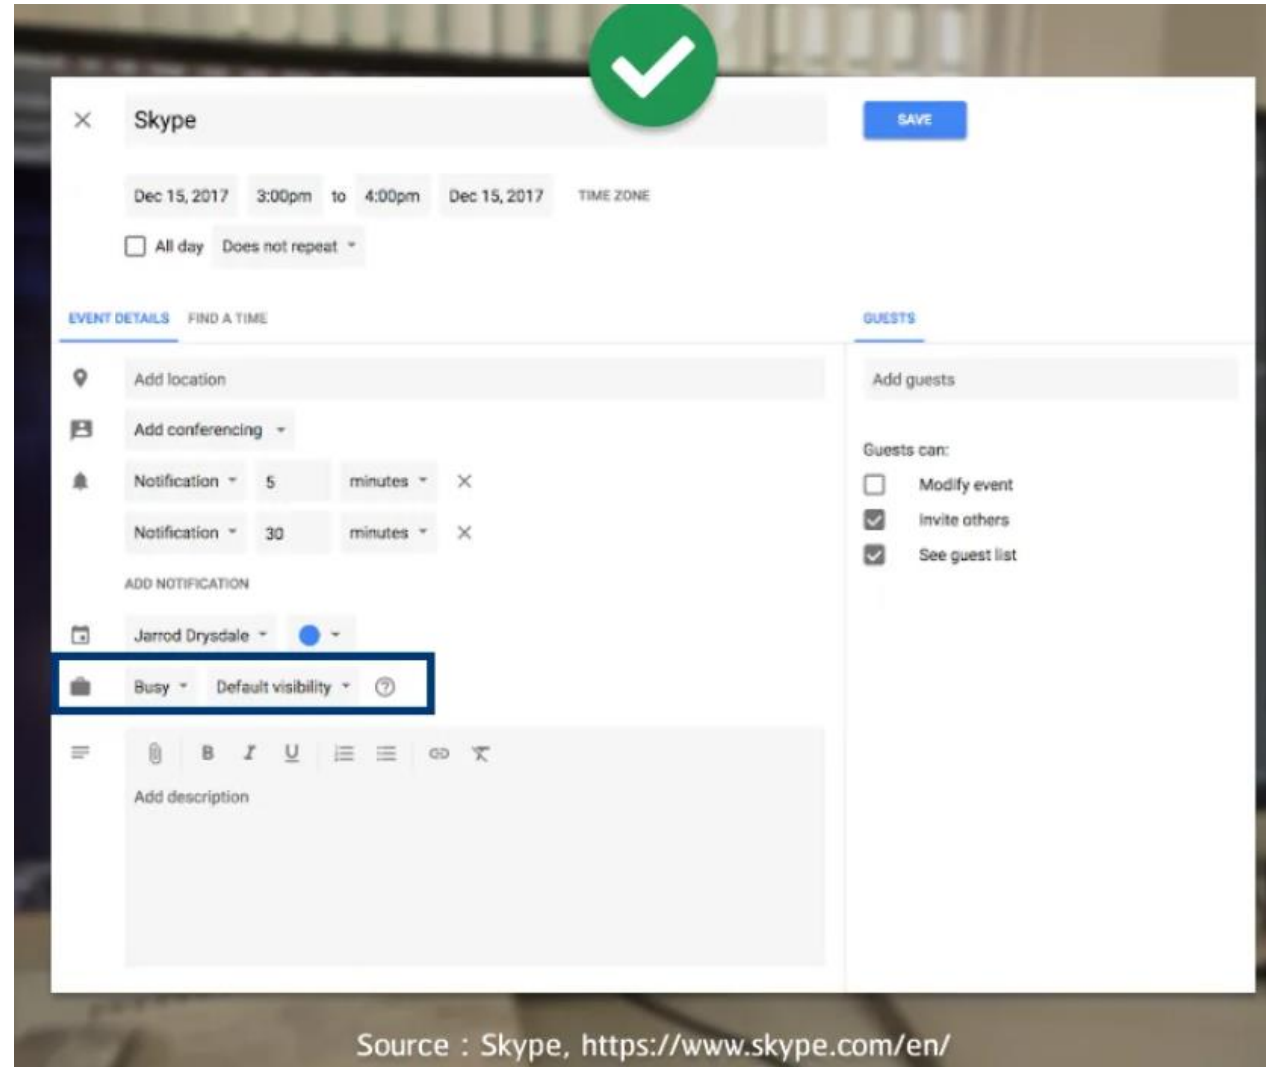 Skype
SAVE
Dec 15, 2017 3:00pm to 4:00pm Dec 15, 2017 TIME ZONE
All day Does not repeat
EVENT DETAILS FIND A TIME
GUESTS
Add location
Add guests
Add conferencing
Guests can:
Notification 5 minutes
Modify event
Invite others
Notification 30 minutes
See guest list
ADD NOTIFICATION
Jarrod Drysdale
Busy Default visibility
B I U
Add description
Source : Skype, https://www.skype.com/en/